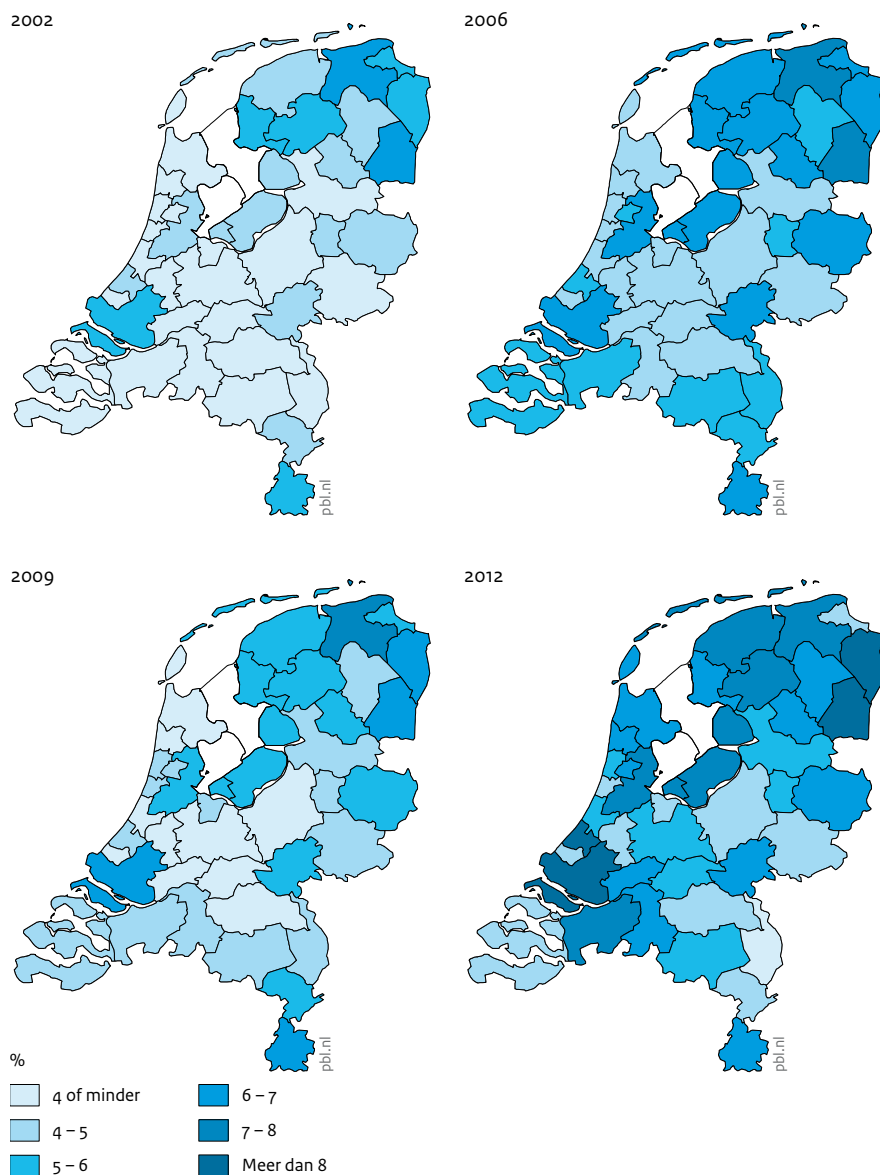 2002
2006
pbl.nl
pbl.nl
2009
2012
pbl.nl
pbl.nl
%
4 of minder
4 – 5
5 – 6
6 – 7
7 – 8
Meer dan 8